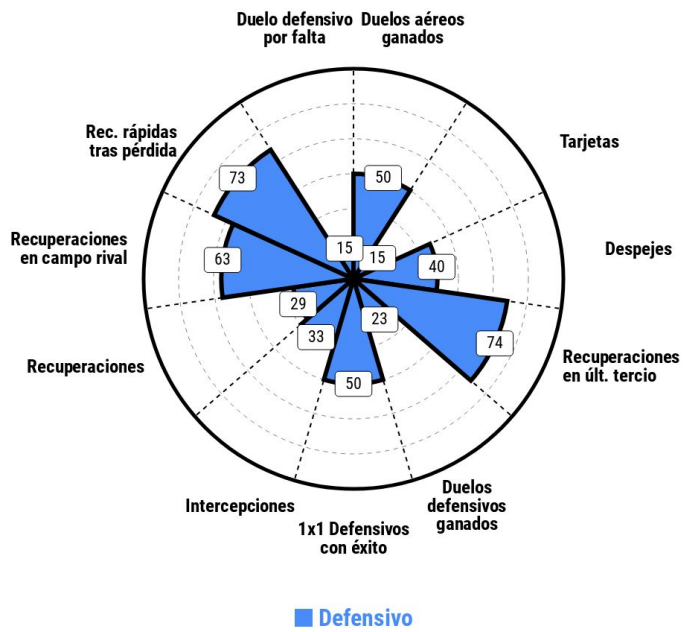 Duelo defensivo
por falta
Duelos aéreos
ganados
Rec. rápidas
tras pérdida
Tarjetas
73
50
Recuperaciones
en campo rival
15
15
Despejes
63
40
29
33
23
74
Recuperaciones
Recuperaciones
en últ. tercio
50
Intercepciones
Duelos
defensivos
ganados
1x1 Defensivos
con éxito
Defensivo